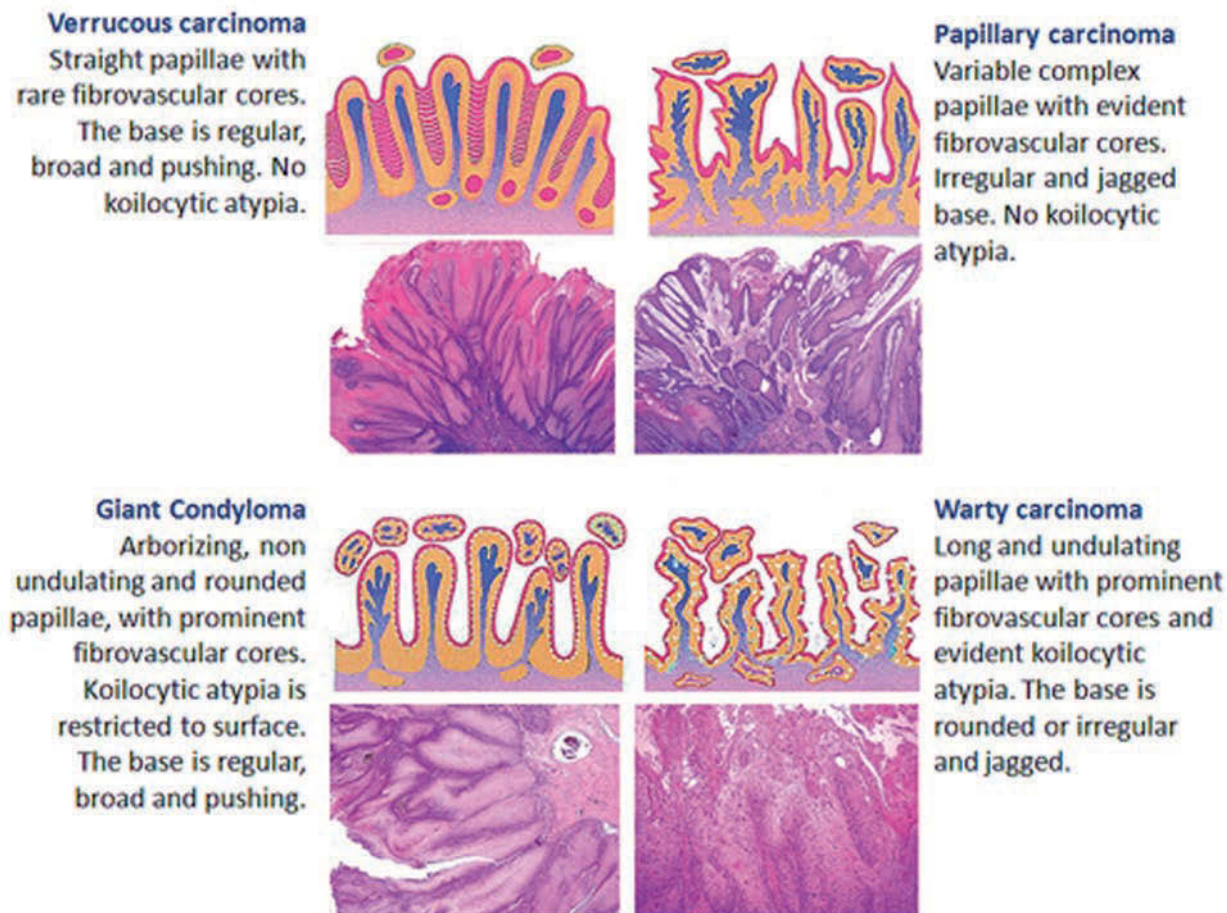 Verrucous carcinoma
Straight papillae with
rare fibrovascular cores.
The base is regular,
broad and pushing. No
koilocytic atypia.
Papillary carcinoma
Variable complex
papillae with evident
fibrovascular cores.
Irregular and jagged
base. No koilocytic
atypia.
Giant Condyloma
Arborizing, non
undulating and rounded
papillae, with prominent
fibrovascular cores.
Koilocytic atypia is
restricted to surface.
The base is regular,
broad and pushing.
Warty carcinoma
Long and undulating
papillae with prominent
fibrovascular cores and
evident koilocytic
atypia. The base is
rounded or irregular
and jagged.